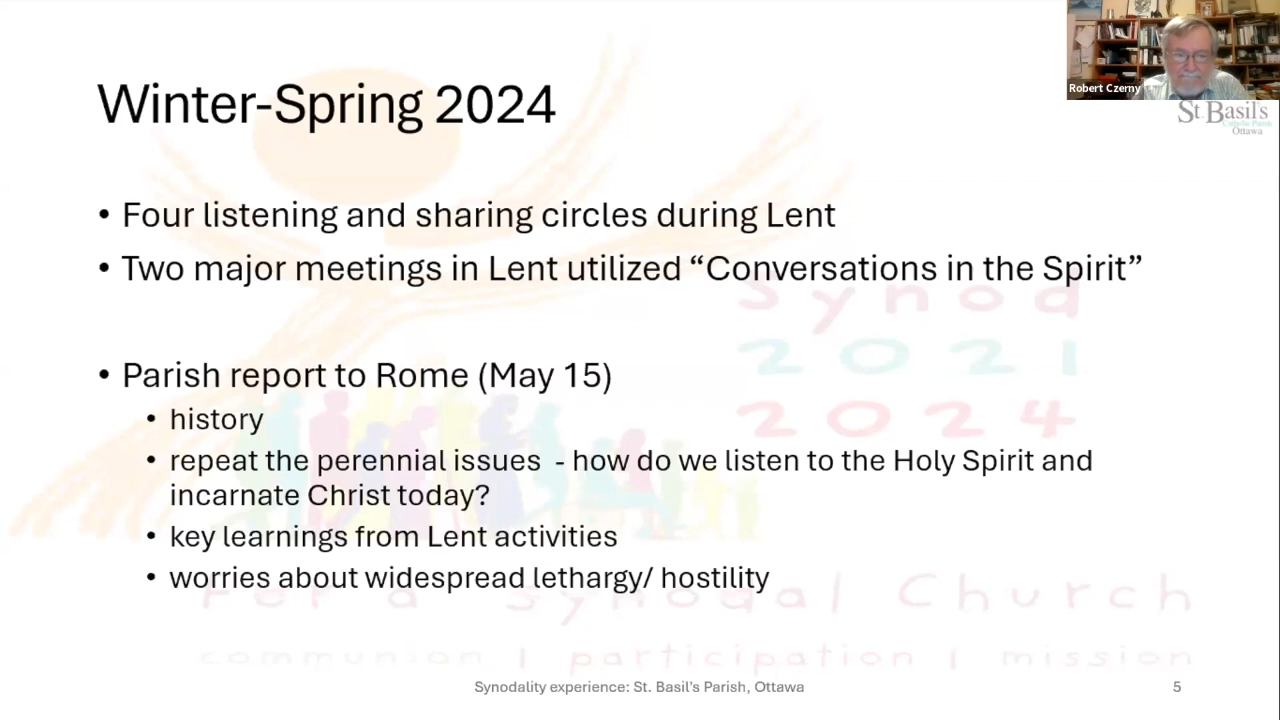 Winter-Spring 2024
Robert Czerny
St. Basil's
Catholic Parish
Ottawa
• Four listening and sharing circles during Lent
• Two major meetings in Lent utilized “Conversations in the Spirit”
Synod
2021
2024
• Parish report to Rome (May 15)
• history
• repeat the perennial issues - how do we listen to the Holy Spirit and
incarnate Christ today?
• key learnings from Lent activities
• worries about widespread lethargy/ hostility
For a synodal Church
communion | participation | mission
Synodality experience: St. Basil's Parish, Ottawa
5